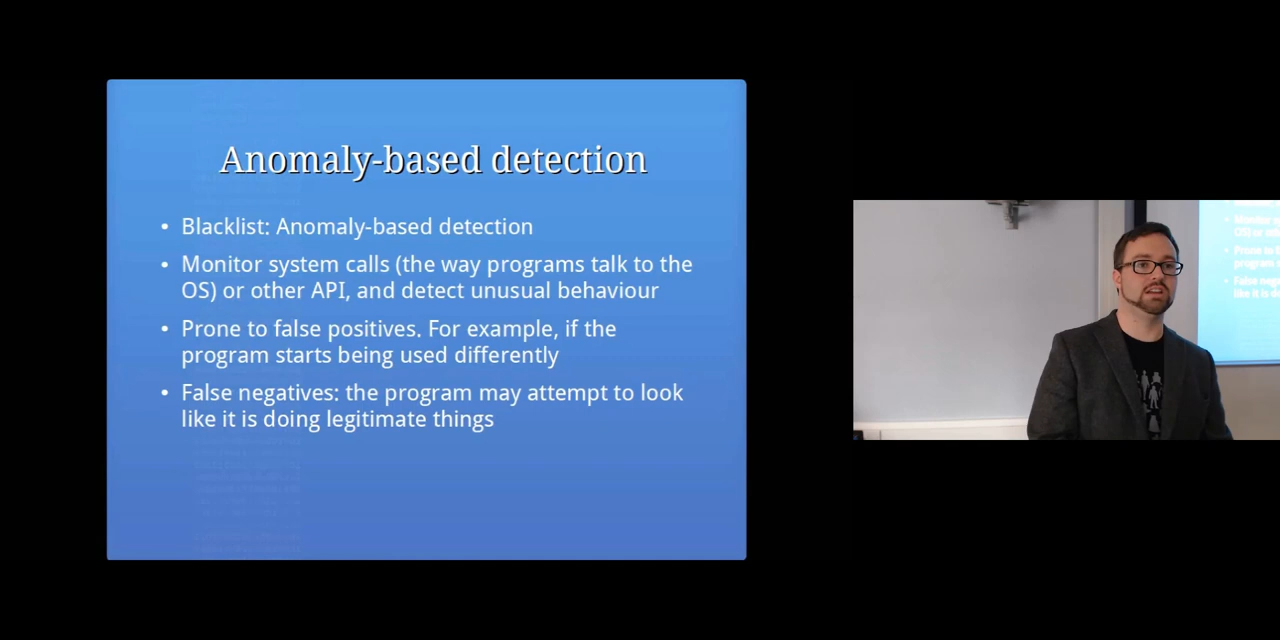 Anomaly-based detection
• Blacklist: Anomaly-based detection
• Monitor system calls (the way programs talk to the
OS) or other API, and detect unusual behaviour
• Prone to false positives. For example, if the
program starts being used differently
• False negatives: the program may attempt to look
like it is doing legitimate things